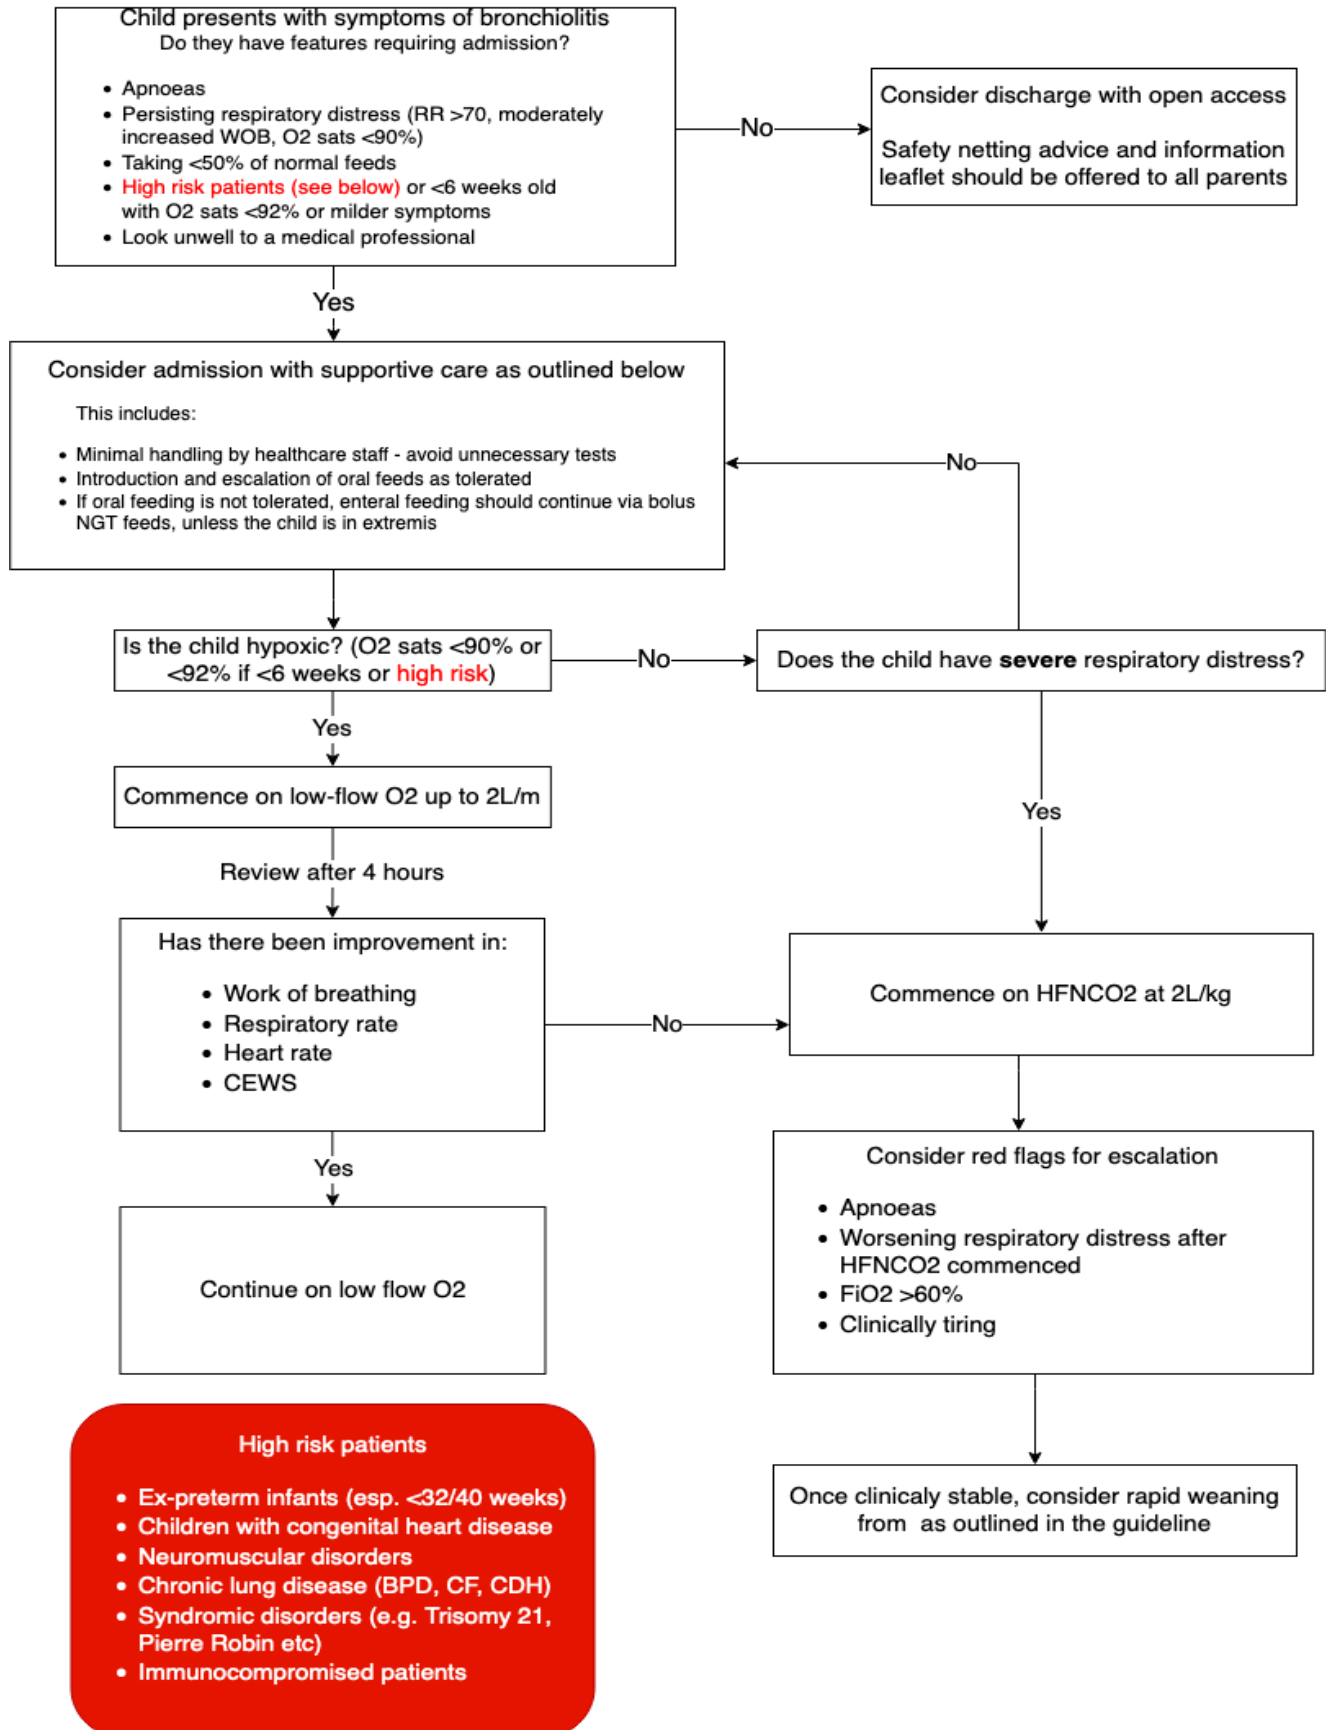 Child presents with symptoms of bronchiolitis
Do they have features requiring admission?
• Apnoeas
• Persisting respiratory distress (RR >70, moderately
increased WOB, O2 sats <90%)
• Taking <50% of normal feeds
• High risk patients (see below) or <6 weeks old
with O2 sats <92% or milder symptoms
• Look unwell to a medical professional
No
Consider discharge with open access
Safety netting advice and information
leaflet should be offered to all parents
Yes
Consider admission with supportive care as outlined below
This includes:
• Minimal handling by healthcare staff - avoid unnecessary tests
• Introduction and escalation of oral feeds as tolerated
• If oral feeding is not tolerated, enteral feeding should continue via bolus
NGT feeds, unless the child is in extremis
No
Is the child hypoxic? (O2 sats <90% or
<92% if <6 weeks or high risk)
No
Does the child have severe respiratory distress?
Yes
Commence on low-flow O2 up to 2L/m
Yes
Review after 4 hours
Has there been improvement in:
• Work of breathing
• Respiratory rate
• Heart rate
• CEWS
No
Commence on HFNCO2 at 2L/kg
Yes
Continue on low flow O2
Consider red flags for escalation
• Apnoeas
• Worsening respiratory distress after
HFNCO2 commenced
• FiO2 >60%
• Clinically tiring
Once clinicaly stable, consider rapid weaning
from  as outlined in the guideline
High risk patients
• Ex-preterm infants (esp. <32/40 weeks)
• Children with congenital heart disease
• Neuromuscular disorders
• Chronic lung disease (BPD, CF, CDH)
• Syndromic disorders (e.g. Trisomy 21,
Pierre Robin etc)
• Immunocompromised patients